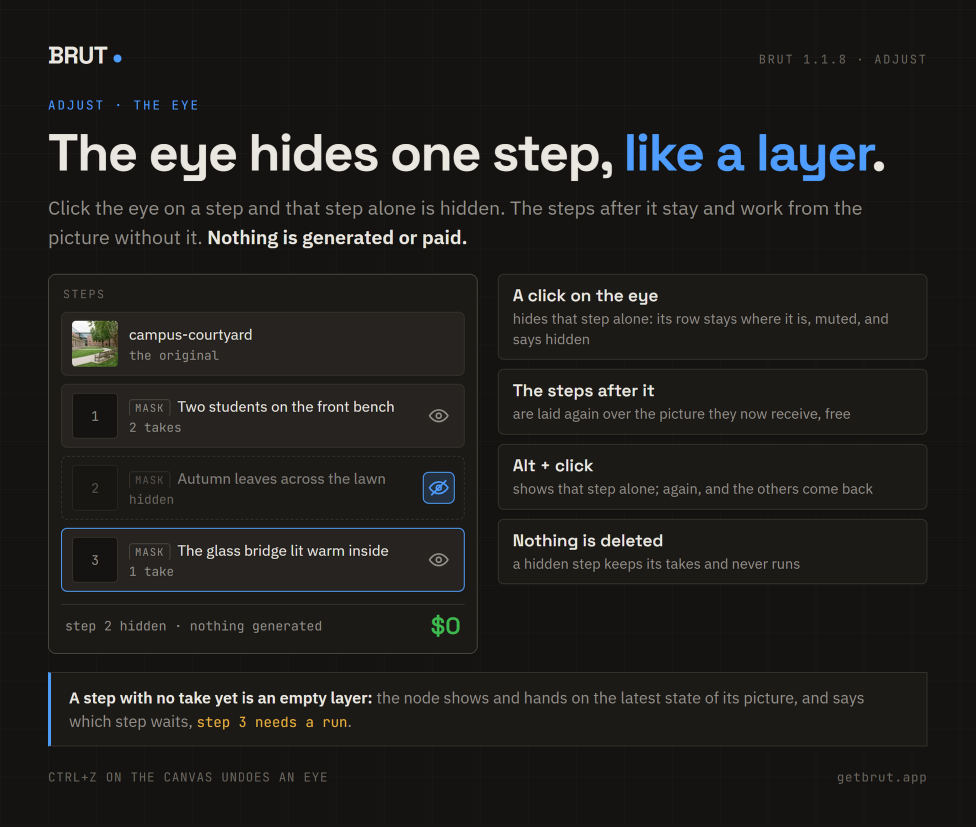 BRUT
BRUT 1.1.8 · ADJUST
ADJUST · THE EYE
The eye hides one step, like a layer.
Click the eye on a step and that step alone is hidden. The steps after it stay and work from the
picture without it. Nothing is generated or paid.
STEPS
campus-courtyard
the original
1
MASK Two students on the front bench
2 takes
2
MASK Autumn leaves across the lawn
hidden
3
MASK The glass bridge lit warm inside
1 take
step 2 hidden · nothing generated
$0
A click on the eye
hides that step alone: its row stays where it is, muted, and
says hidden
The steps after it
are laid again over the picture they now receive, free
Alt + click
shows that step alone; again, and the others come back
Nothing is deleted
a hidden step keeps its takes and never runs
A step with no take yet is an empty layer: the node shows and hands on the latest state of its picture, and says
which step waits, step 3 needs a run.
CTRL+Z ON THE CANVAS UNDOES AN EYE
getbrut.app